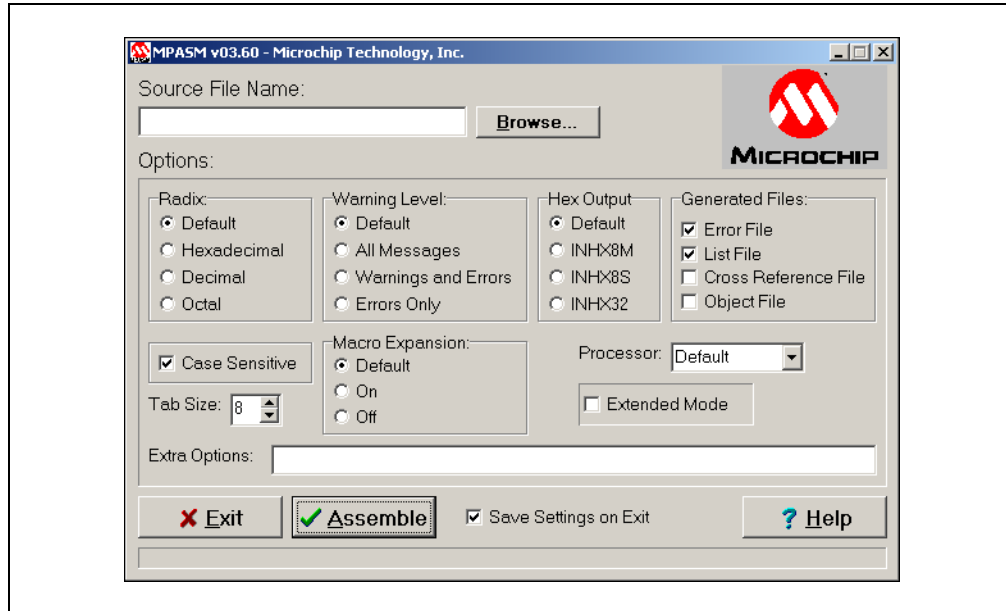 MPASM v03.60 - Microchip Technology, Inc.
Source File Name:
Browse...
MICROCHIP
Options:
Radix:
Default
Hexadecimal
Decimal
Octal
Warning Level:
Default
All Messages
Warnings and Errors
Errors Only
Hex Output
Default
INHX8M
INHX8S
INHX32
Generated Files:
Error File
List File
Cross Reference File
Object File
Case Sensitive
Tab Size: 8
Macro Expansion:
Default
On
Off
Processor: Default
Extended Mode
Extra Options:
Exit
Assemble
Save Settings on Exit
? Help